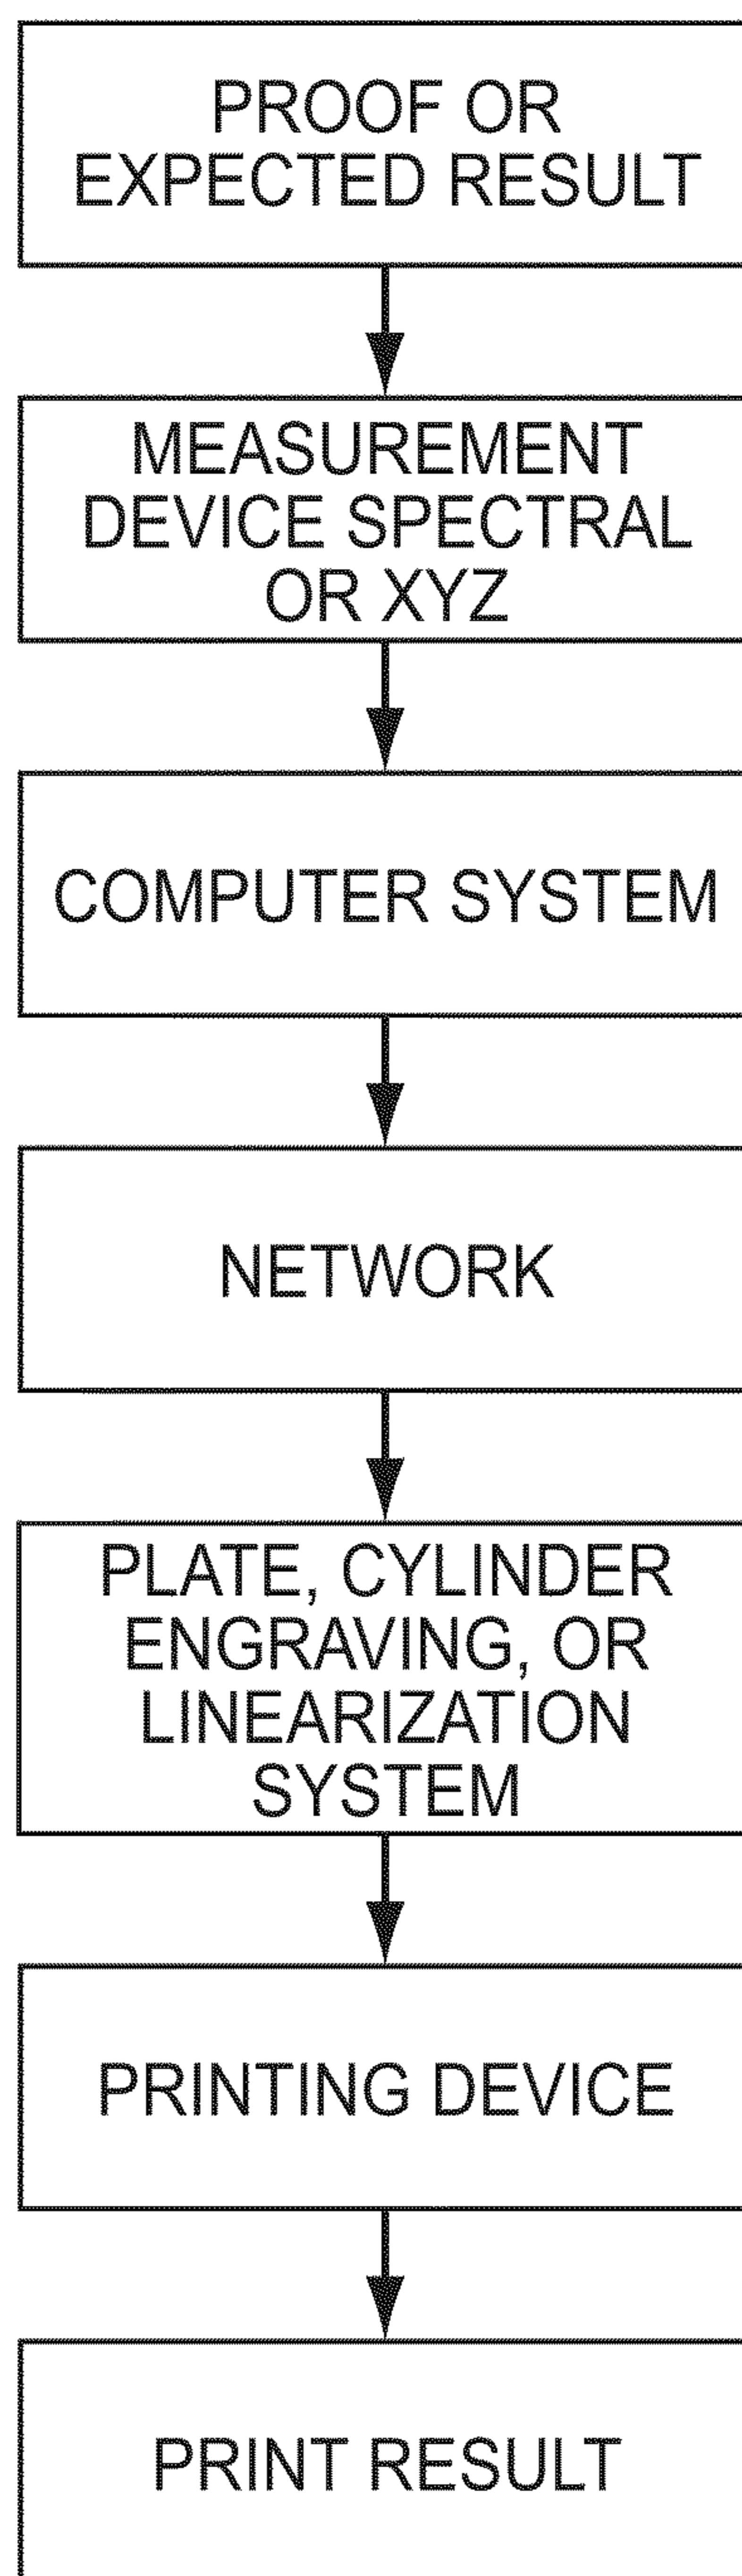 PROOF OR
EXPECTED RESULT
MEASUREMENT
DEVICE SPECTRAL
OR XYZ
COMPUTER SYSTEM
NETWORK
PLATE, CYLINDER
ENGRAVING, OR
LINEARIZATION
SYSTEM
PRINTING DEVICE
PRINT RESULT